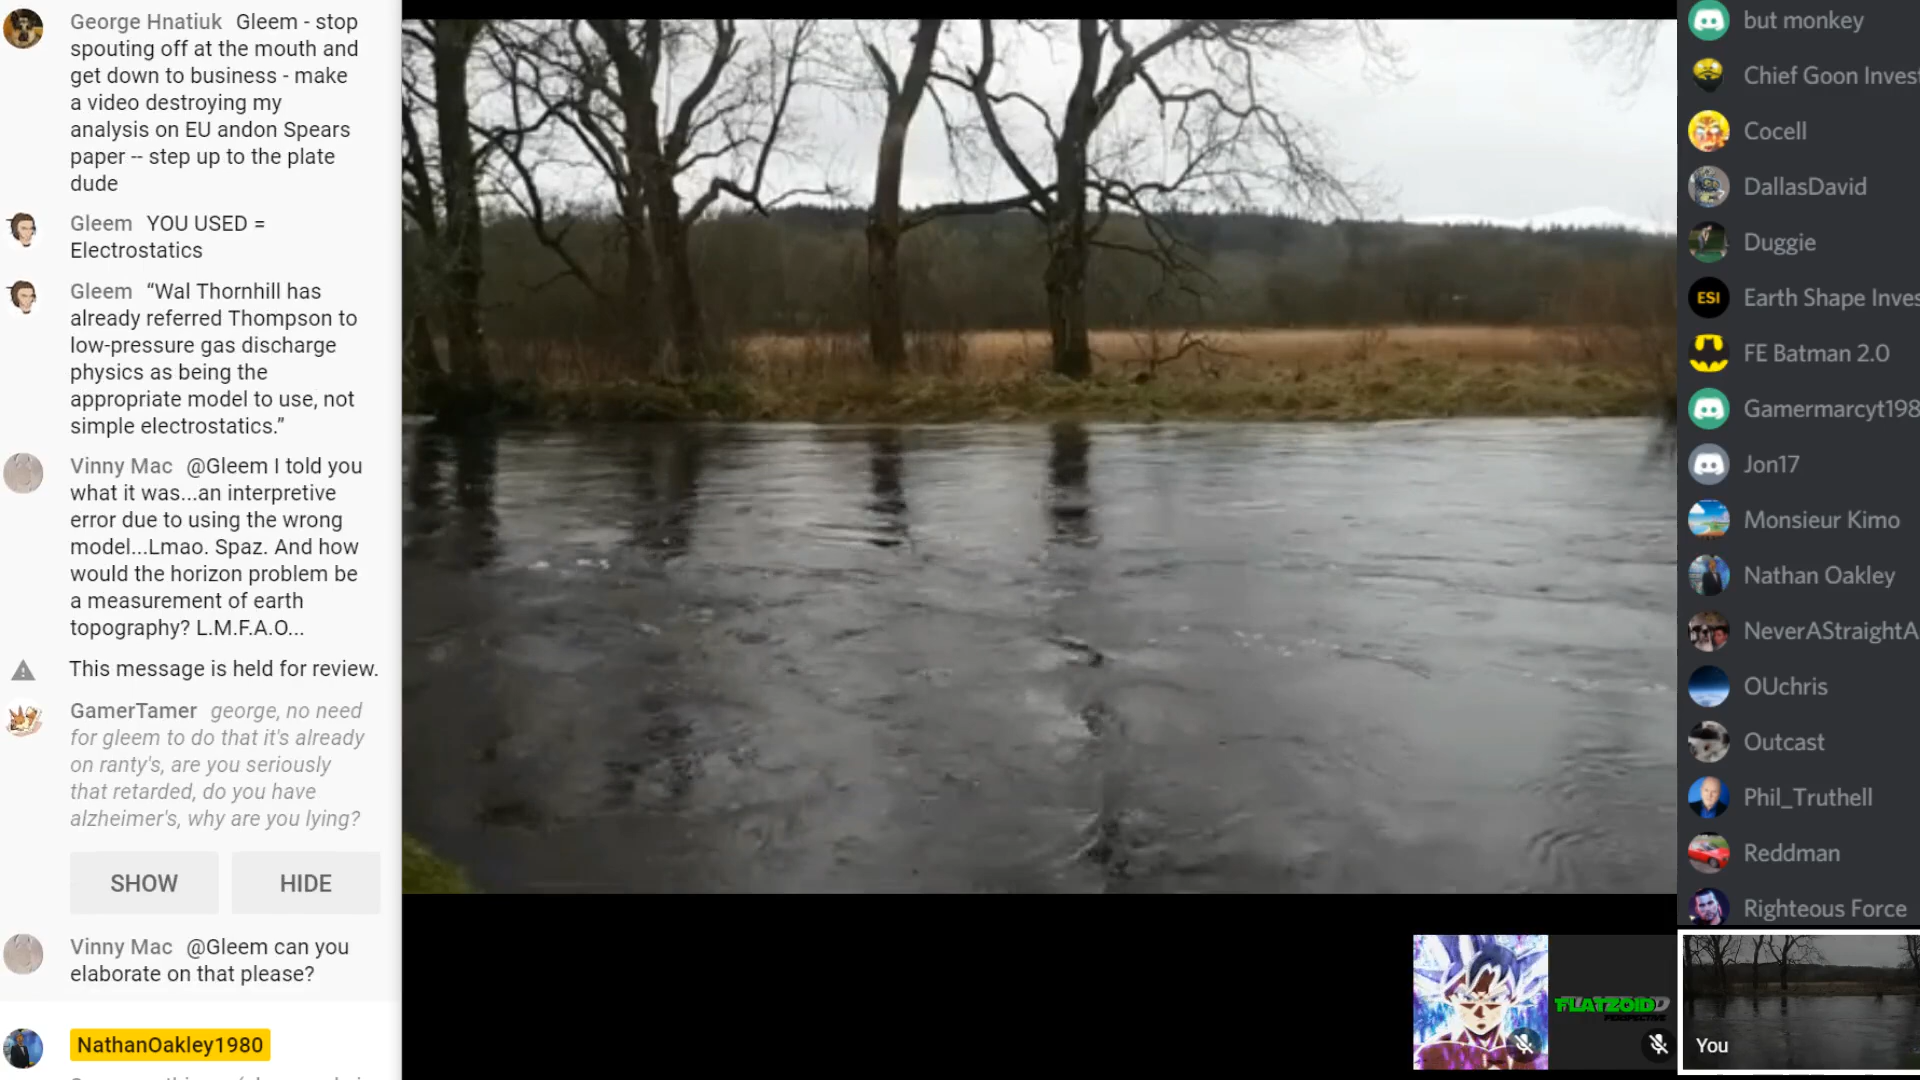 George Hnatiuk Gleem - stop
spouting off at the mouth and
get down to business - make
a video destroying my
analysis on EU andon Spears
paper -- step up to the plate
dude
Gleem YOU USED =
Electrostatics
Gleem “Wal Thornhill has
already referred Thompson to
low-pressure gas discharge
physics as being the
appropriate model to use, not
simple electrostatics.”
Vinny Mac @Gleem I told you
what it was...an interpretive
error due to using the wrong
model...Lmao. Spaz. And how
would the horizon problem be
a measurement of earth
topography? L.M.F.A.O...
This message is held for review.
GamerTamer george, no need
for gleem to do that it's already
on ranty's, are you seriously
that retarded, do you have
alzheimer's, why are you lying?
SHOW HIDE
Vinny Mac @Gleem can you
elaborate on that please?
NathanOakley1980
but monkey
Chief Goon Inves
Cocell
DallasDavid
Duggie
ESI Earth Shape Inves
FE Batman 2.0
Gamermarcyt198
Jon17
Monsieur Kimo
Nathan Oakley
NeverAStraightA
OUchris
Outcast
Phil_Truthell
Reddman
Righteous Force
FLATZOID
PERSPECTIVE
You